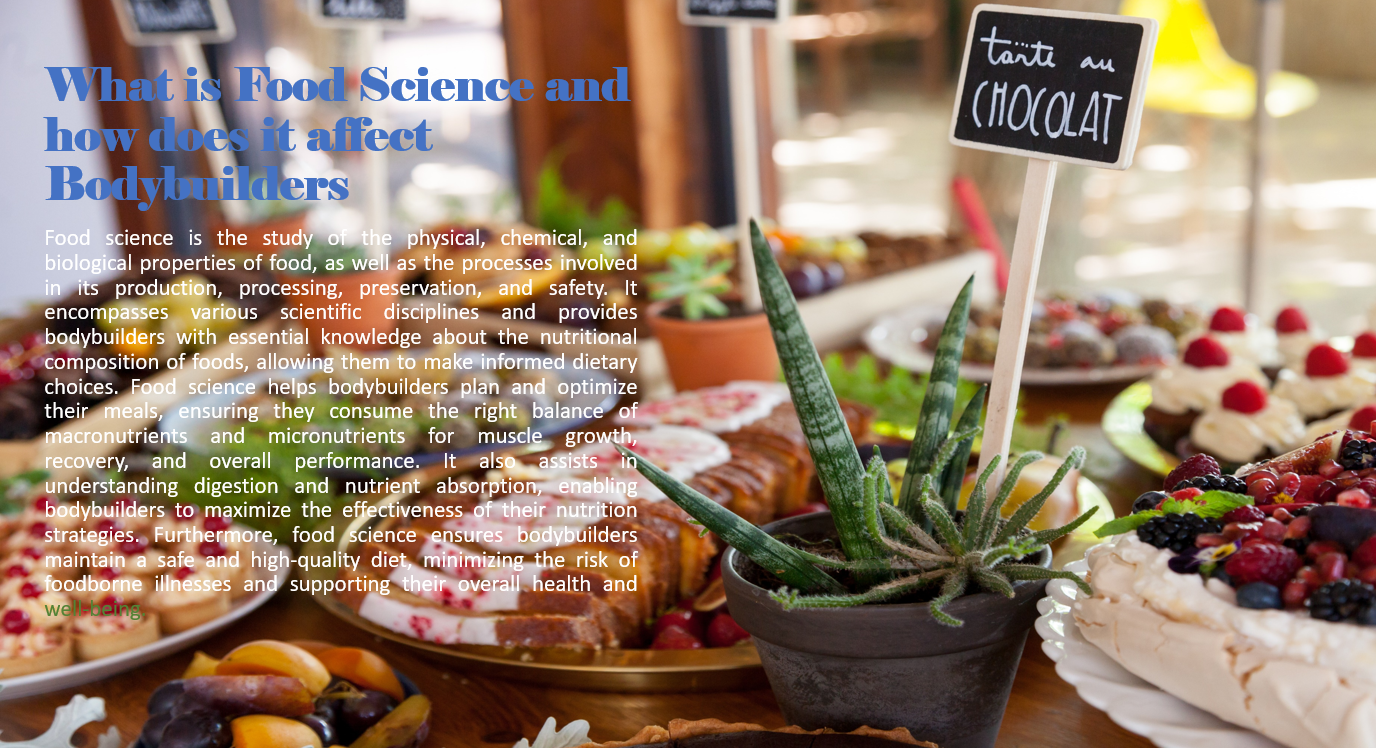 What is Food Science and
how does it affect
Bodybuilders
Food science is the study of the physical, chemical, and
biological properties of food, as well as the processes involved
in its production, processing, preservation, and safety. It
encompasses various scientific disciplines and provides
bodybuilders with essential knowledge about the nutritional
composition of foods, allowing them to make informed dietary
choices. Food science helps bodybuilders plan and optimize
their meals, ensuring they consume the right balance of
macronutrients and micronutrients for muscle growth,
recovery, and overall performance. It also assists in
understanding digestion and nutrient absorption, enabling
bodybuilders to maximize the effectiveness of their nutrition
strategies. Furthermore, food science ensures bodybuilders
maintain a safe and high-quality diet, minimizing the risk of
foodborne illnesses and supporting their overall health and
well-being.
tarte au
CHOCOLAT